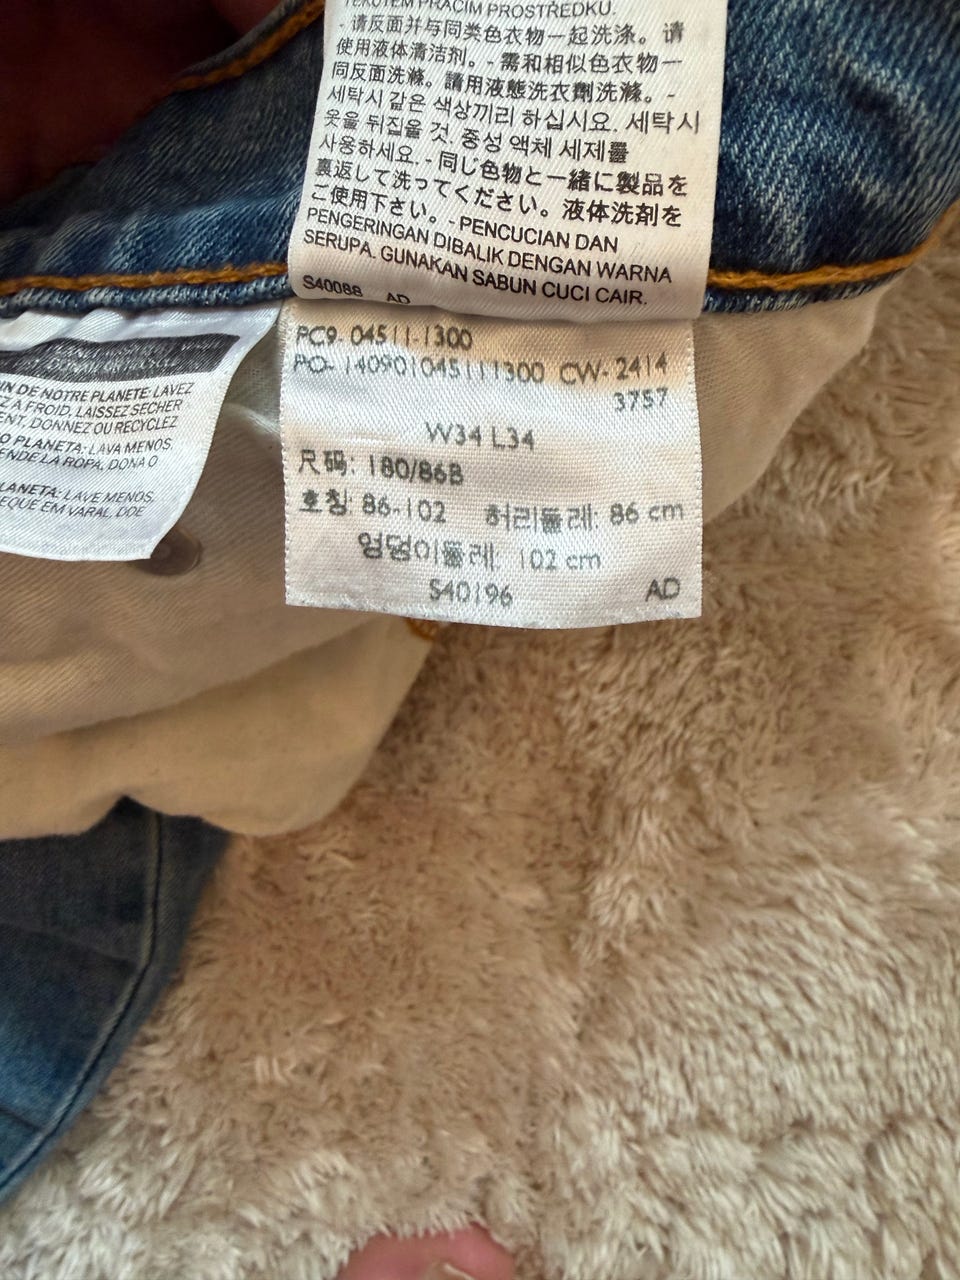 TEKUTÉM PRACÍM PROSTŘEDKU.
- 请反面并与同类色衣物一起洗涤。请
使用液体清洁剂。- 需和相似色衣物一
同反面洗滌。請用液態洗衣劑洗滌。-
세탁시 같은 색상끼리 하십시요. 세탁시
옷을 뒤집을 것. 중성 액체 세제를
사용하세요. - 同じ色物と一緒に製品を
裏返して洗ってください。液体洗剤を
ご使用下さい。- PENCUCIAN DAN
PENGERINGAN DIBALIK DENGAN WARNA
SERUPA. GUNAKAN SABUN CUCI CAIR.
S40088 AD
PC9- 04511-1300
PO- 140901045111300 CW- 2414
3757
W34 L34
尺码: 180/86B
호칭 86-102 허리둘레: 86 cm
엉덩이둘레: 102 cm
S40196 AD
IN DE NOTRE PLANETE: LAVEZ
Z A FROID, LAISSEZ SECHER
ENT, DONNEZ OU RECYCLEZ
O PLANETA: LAVA MENOS,
ENDE LA ROPA, DONA O
LANETA: LAVE MENOS,
EQUE EM VARAL, DOE